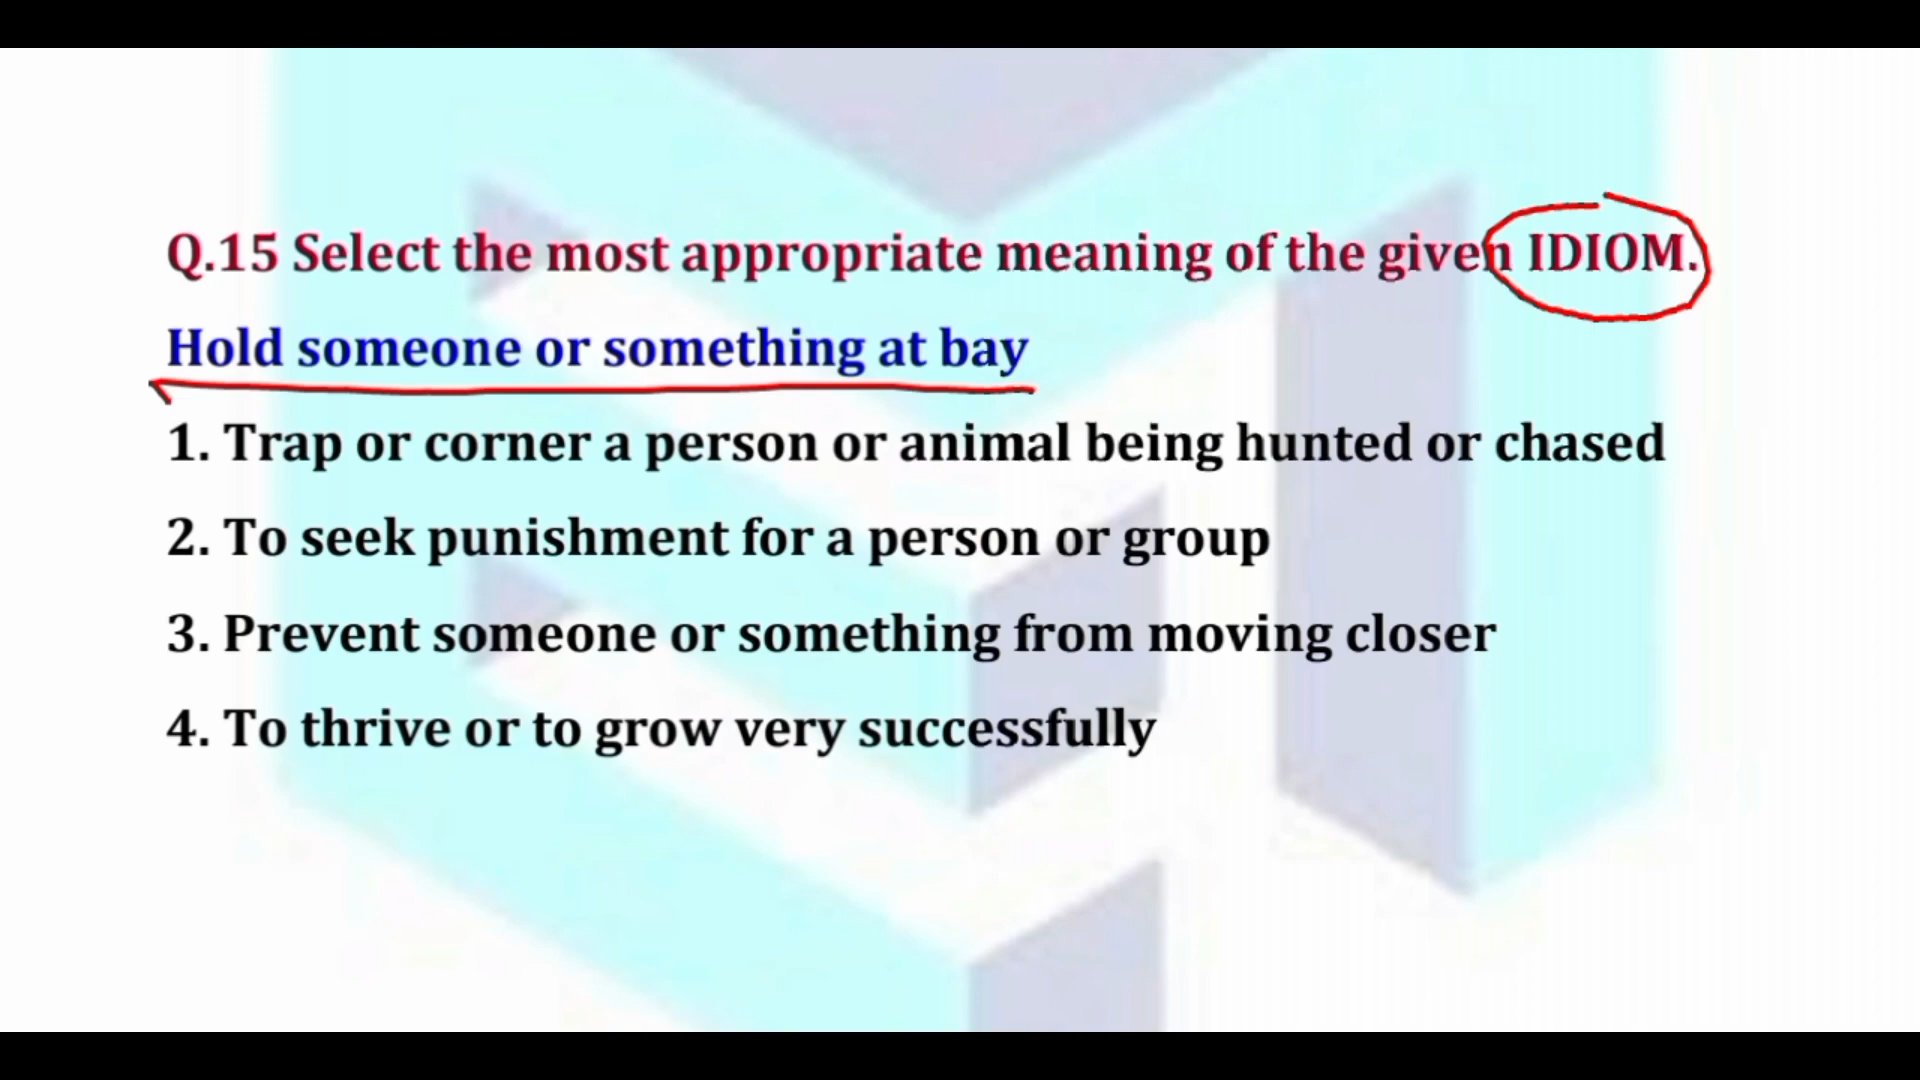 Q.15 Select the most appropriate meaning of the given IDIOM.
Hold someone or something at bay
1. Trap or corner a person or animal being hunted or chased
2. To seek punishment for a person or group
3. Prevent someone or something from moving closer
4. To thrive or to grow very successfully